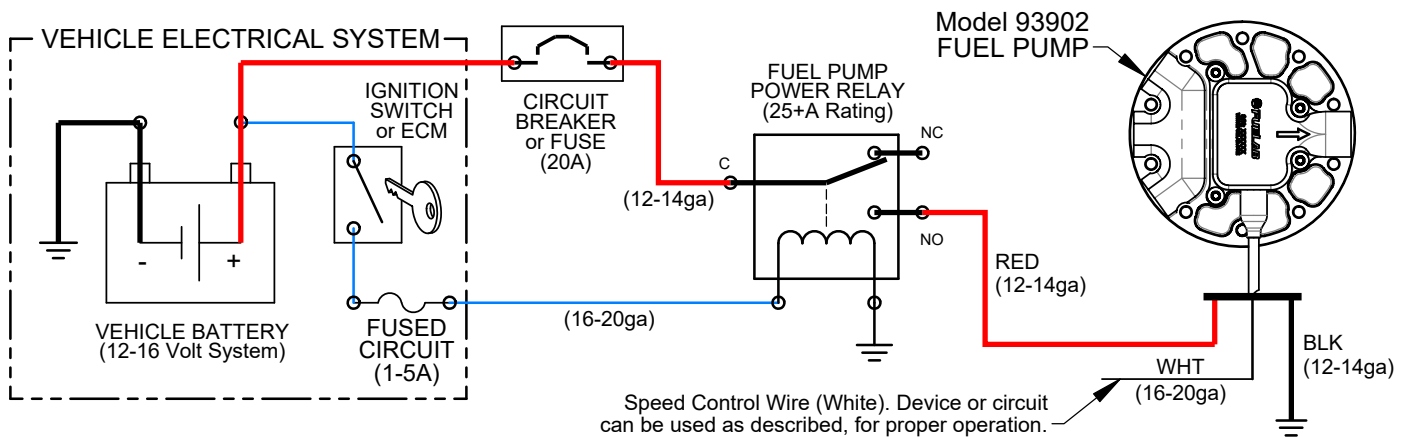 VEHICLE ELECTRICAL SYSTEM
IGNITION
SWITCH
or ECM
-
+
VEHICLE BATTERY
(12-16 Volt System)
FUSED
CIRCUIT
(1-5A)
CIRCUIT
BREAKER
or FUSE
(20A)
FUEL PUMP
POWER RELAY
(25+A Rating)
C
NC
NO
(12-14ga)
(16-20ga)
Model 93902
FUEL PUMP
FUELAB
RED
(12-14ga)
WHT
(16-20ga)
BLK
(12-14ga)
Speed Control Wire (White). Device or circuit
can be used as described, for proper operation.